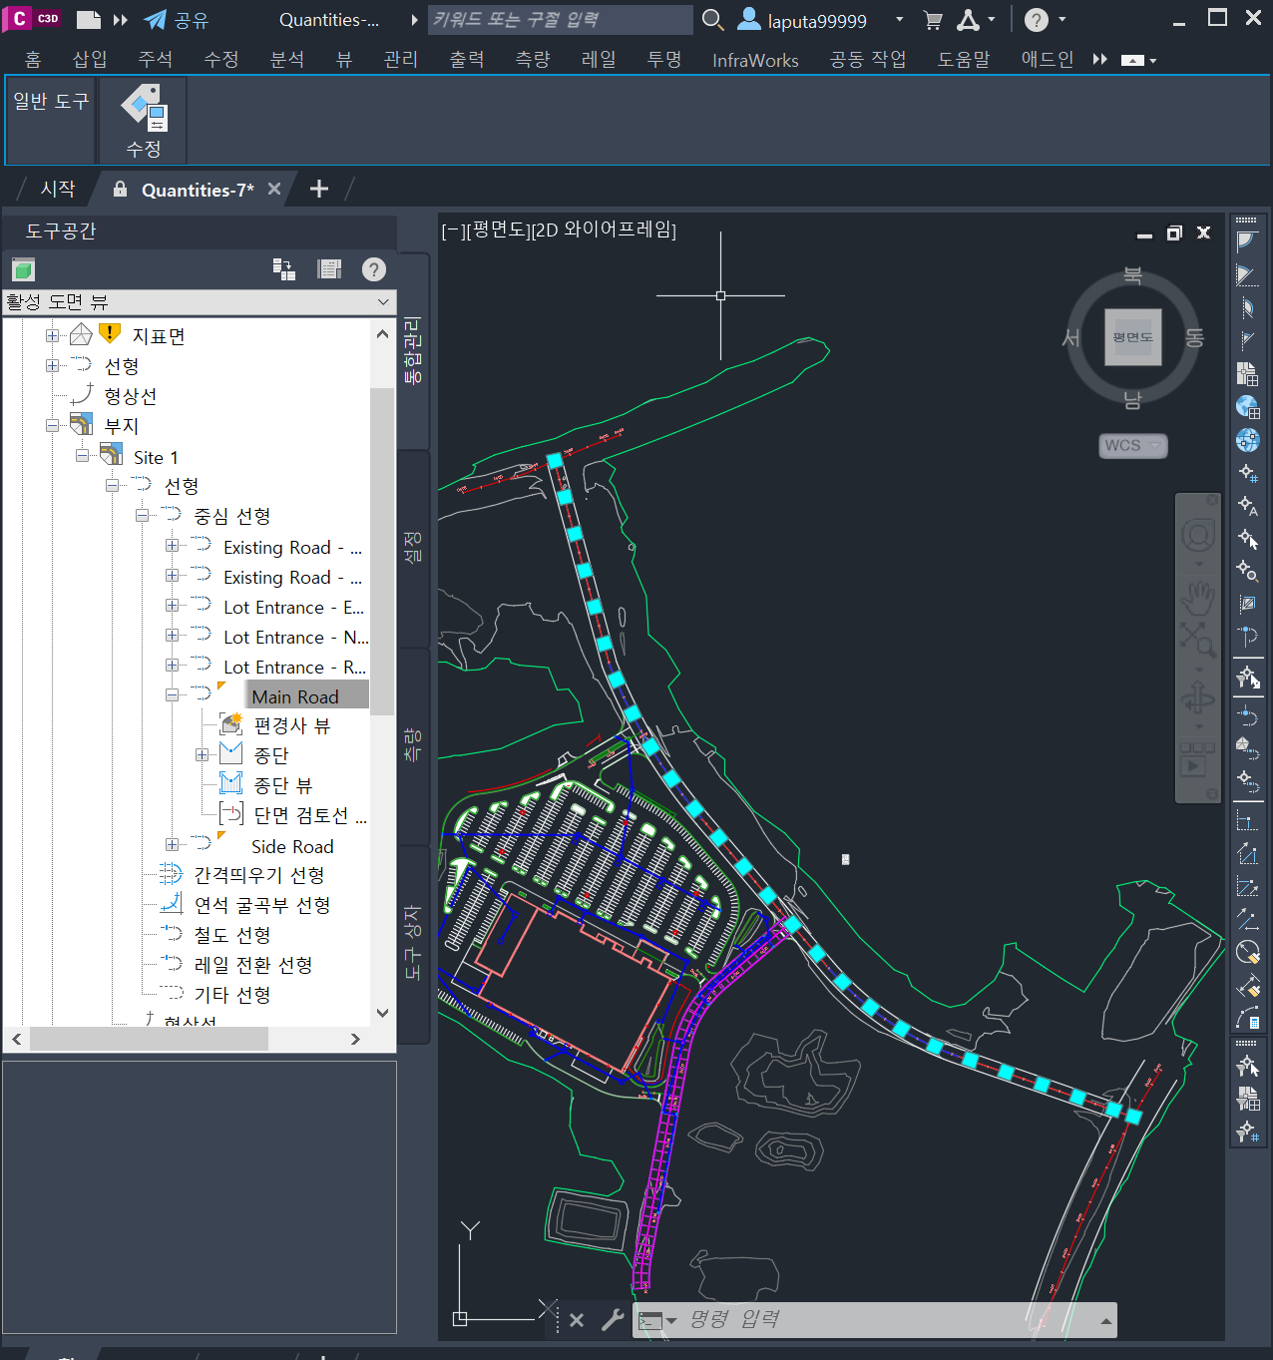 C C3D
공유
Quantities-...
키워드 또는 구절 입력
laputa99999
?
홈 삽입 주석 수정 분석 뷰 관리 출력 측량 레일 투명 InfraWorks 공동 작업 도움말 애드인
일반 도구
수정
시작
Quantities-7*
도구공간
?
활성 도면 뷰
지표면
선형
형상선
부지
Site 1
선형
중심 선형
Existing Road - ...
Existing Road - ...
Lot Entrance - E...
Lot Entrance - N...
Lot Entrance - R...
Main Road
편경사 뷰
종단
종단 뷰
단면 검토선 ...
Side Road
간격띄우기 선형
연석 굴곡부 선형
철도 선형
레일 전환 선형
기타 선형
형상선
통합관리
설정
측량
도구 상자
[−][평면도][2D 와이어프레임]
북
서
평면도
동
남
WCS
Y
X
명령 입력